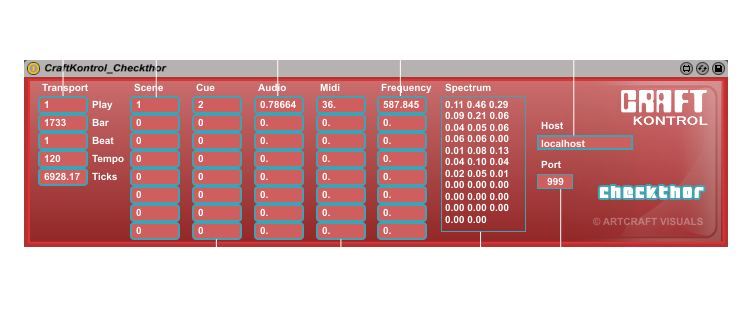 CraftKontrol_Checkthor
Transport Scene Cue Audio Midi Frequency Spectrum
1 Play 1 2 0.78664 36. 587.845 0.11 0.46 0.29
1733 Bar 0 0 0. 0. 0. 0.09 0.21 0.06
1 Beat 0 0 0. 0. 0. 0.04 0.05 0.06
120 Tempo 0 0 0. 0. 0. 0.06 0.06 0.00
6928.17 Ticks 0 0 0. 0. 0. 0.01 0.08 0.13
0 0 0. 0. 0. 0.04 0.10 0.04
0 0 0. 0. 0. 0.02 0.05 0.01
0 0 0. 0. 0. 0.00 0.00 0.00
0.00 0.00 0.00
0.00 0.00 0.00
0.00 0.00
CRAFT
KONTROL
Host
localhost
Port
999
checkthor
© ARTCRAFT VISUALS